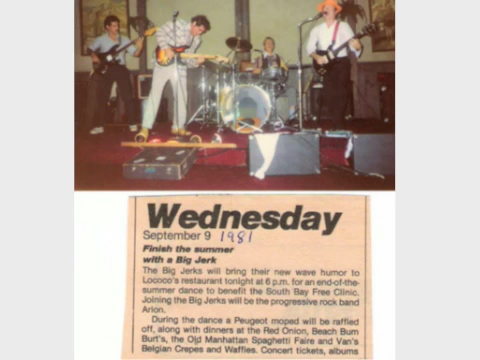 Wednesday
September 9 1981
Finish the summer
with a Big Jerk
The Big Jerks will bring their new wave humor to
Lococo's restaurant tonight at 6 p.m. for an end-of-the-
summer dance to benefit the South Bay Free Clinic.
Joining the Big Jerks will be the progressive rock band
Arion.
During the dance a Peugeot moped will be raffled
off, along with dinners at the Red Onion, Beach Bum
Burt's, the Old Manhattan Spaghetti Faire and Van's
Belgian Crepes and Waffles. Concert tickets, albums